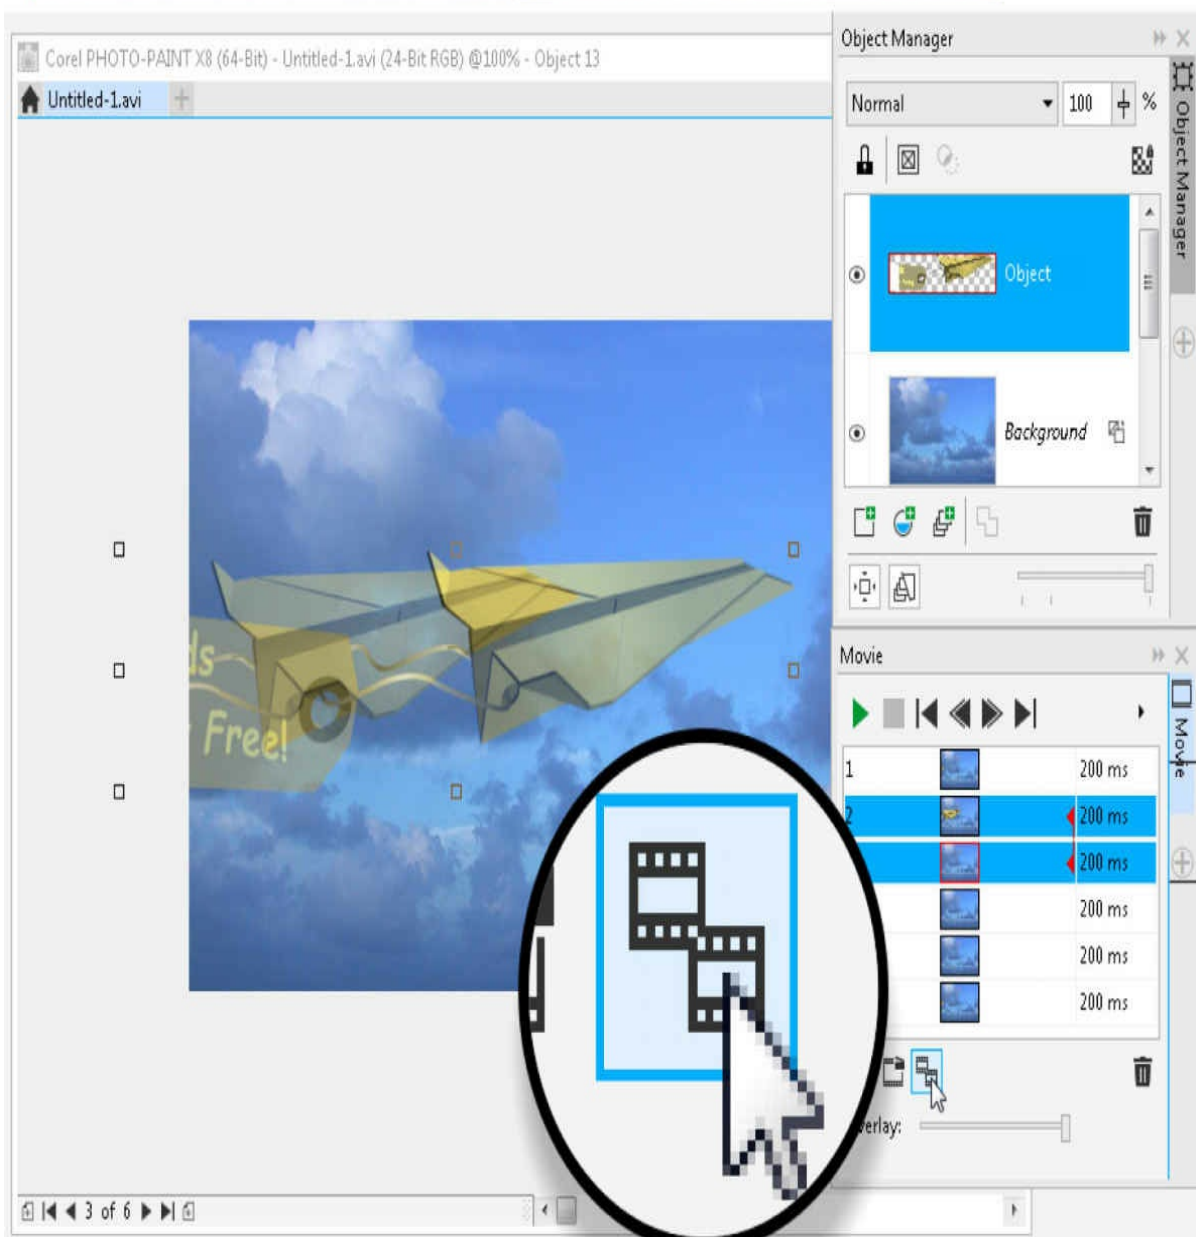 Corel PHOTO-PAINT X8 (64-Bit) - Untitled-1.avi (24-Bit RGB) @100% - Object 13
Untitled-1.avi
Object Manager
Normal
100
%
Object Manager
Object
Background
ds
Free!
Movie
Movie
1 200 ms
2 200 ms
200 ms
200 ms
200 ms
200 ms
verlay:
3 of 6